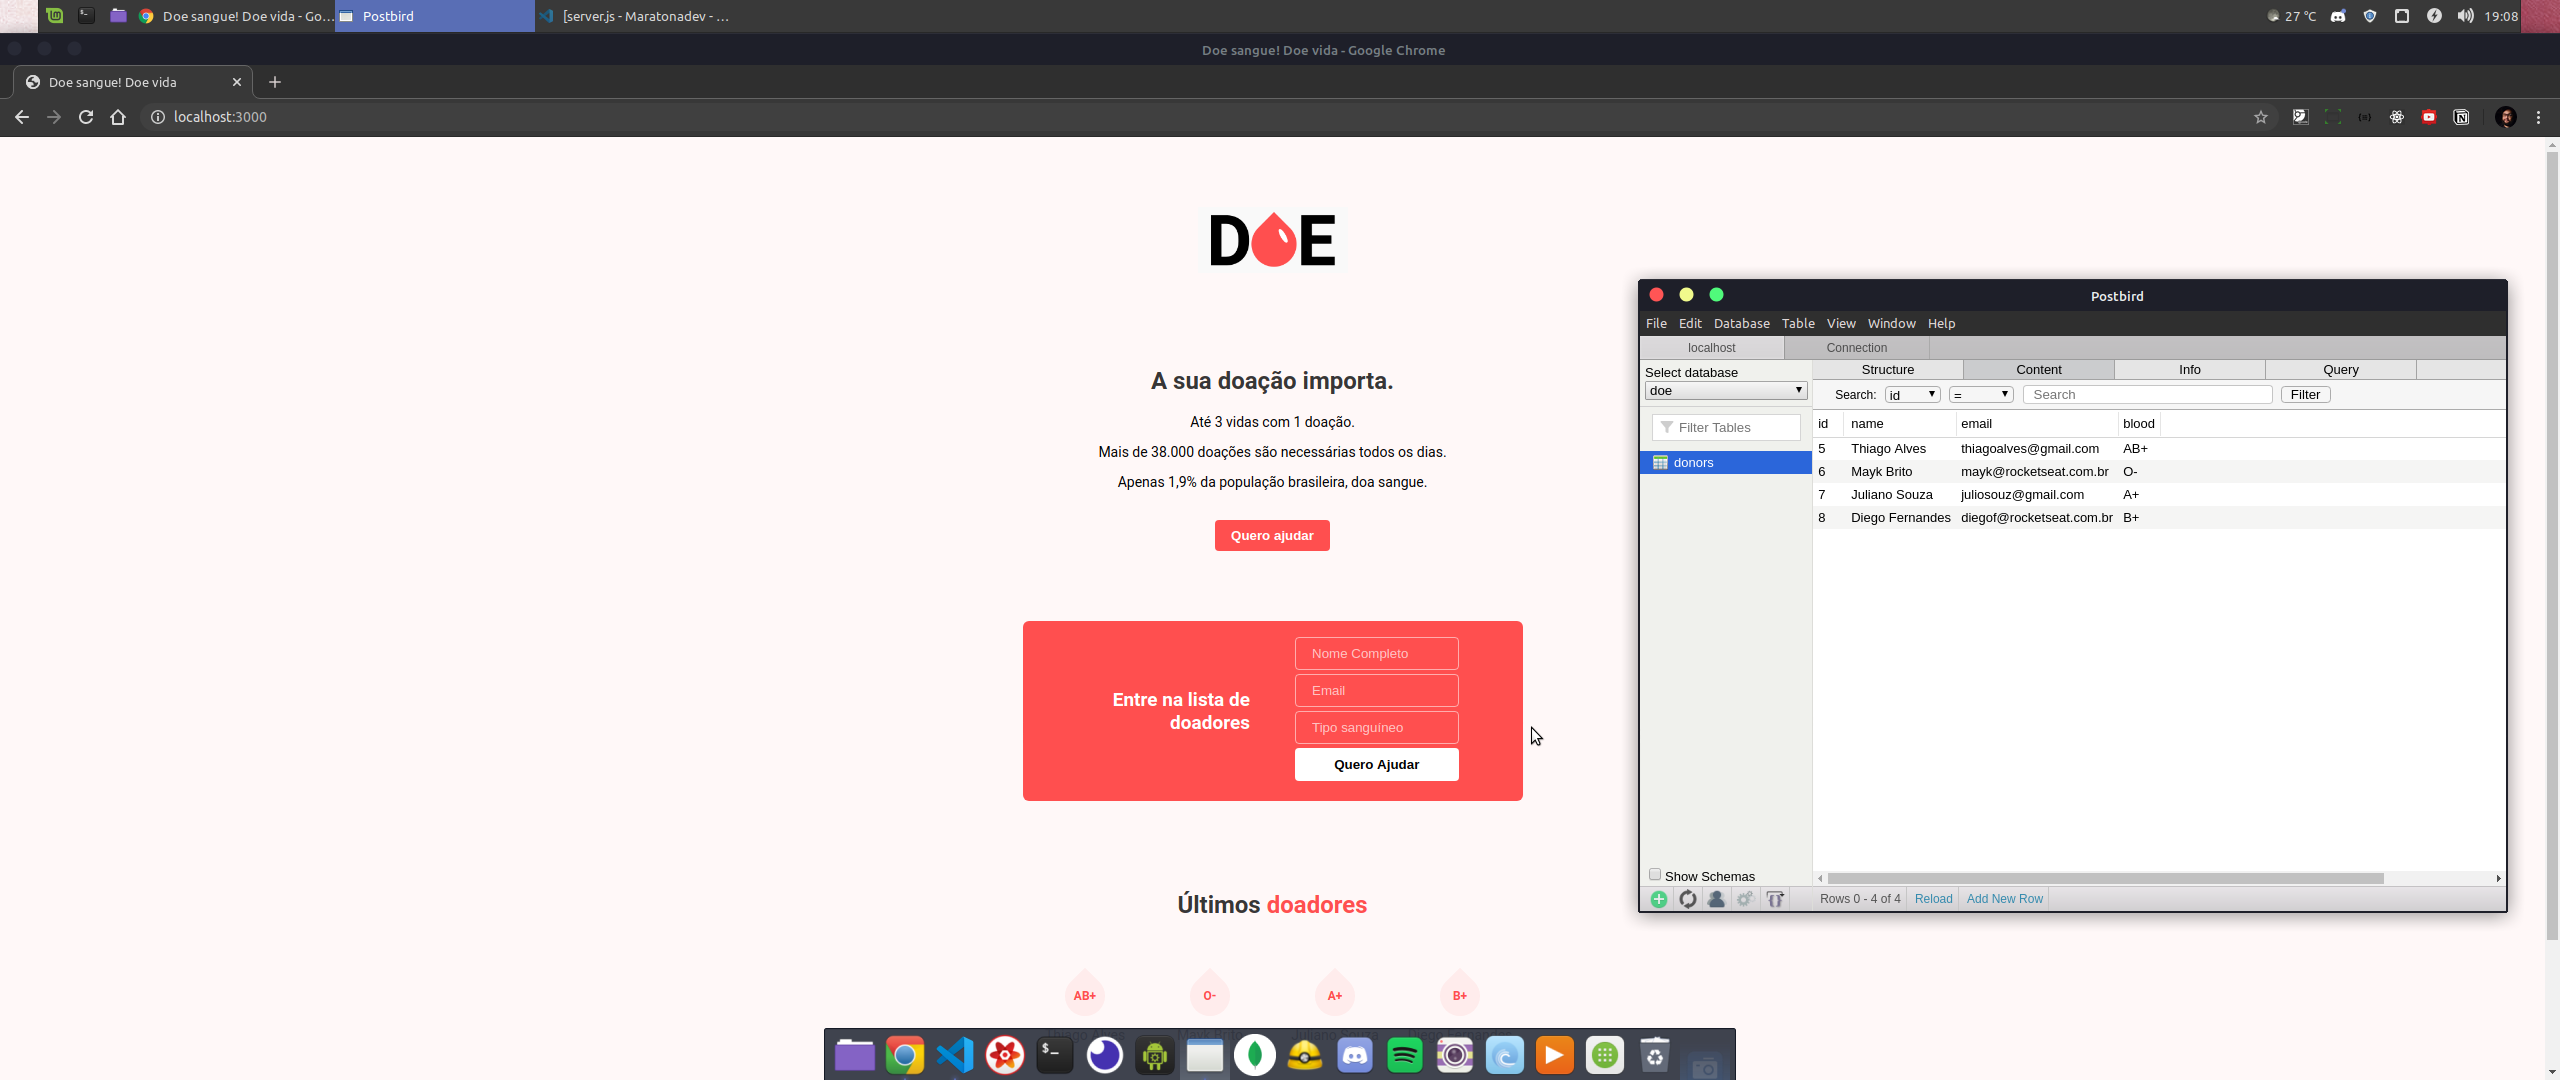 Doe sangue! Doe vida - Go...
Postbird
[server.js - Maratonadev - ...
27 °C
19:08
Doe sangue! Doe vida - Google Chrome
Doe sangue! Doe vida
localhost:3000
DOE
A sua doação importa.
Até 3 vidas com 1 doação.
Mais de 38.000 doações são necessárias todos os dias.
Apenas 1,9% da população brasileira, doa sangue.
Quero ajudar
Entre na lista de
doadores
Nome Completo
Email
Tipo sanguíneo
Quero Ajudar
Últimos doadores
AB+ O- A+ B+
Postbird
File Edit Database Table View Window Help
localhost Connection
Select database
doe
Filter Tables
donors
Show Schemas
Structure Content Info Query
Search: id = Search Filter
id name email blood
5 Thiago Alves thiagoalves@gmail.com AB+
6 Mayk Brito mayk@rocketseat.com.br O-
7 Juliano Souza juliosouz@gmail.com A+
8 Diego Fernandes diegof@rocketseat.com.br B+
Rows 0 - 4 of 4 Reload Add New Row